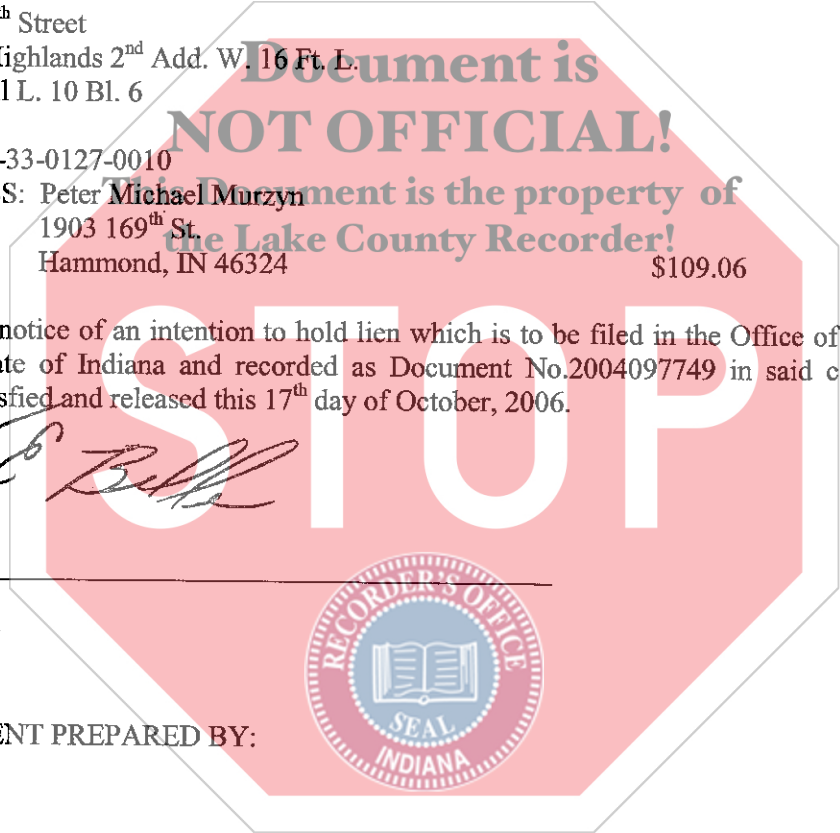 th Street
Highlands 2nd Add. W. 16 Ft. L.
L. 10 Bl. 6
Document is
NOT OFFICIAL!
This Document is the property of
the Lake County Recorder!
-33-0127-0010
S: Peter Michael Murzyn
1903 169th St.
Hammond, IN 46324 $109.06
notice of an intention to hold lien which is to be filed in the Office of
te of Indiana and recorded as Document No.2004097749 in said c
sfied and released this 17th day of October, 2006.
STOP
RECORDER'S OFFICE
SEAL
INDIANA
ENT PREPARED BY: